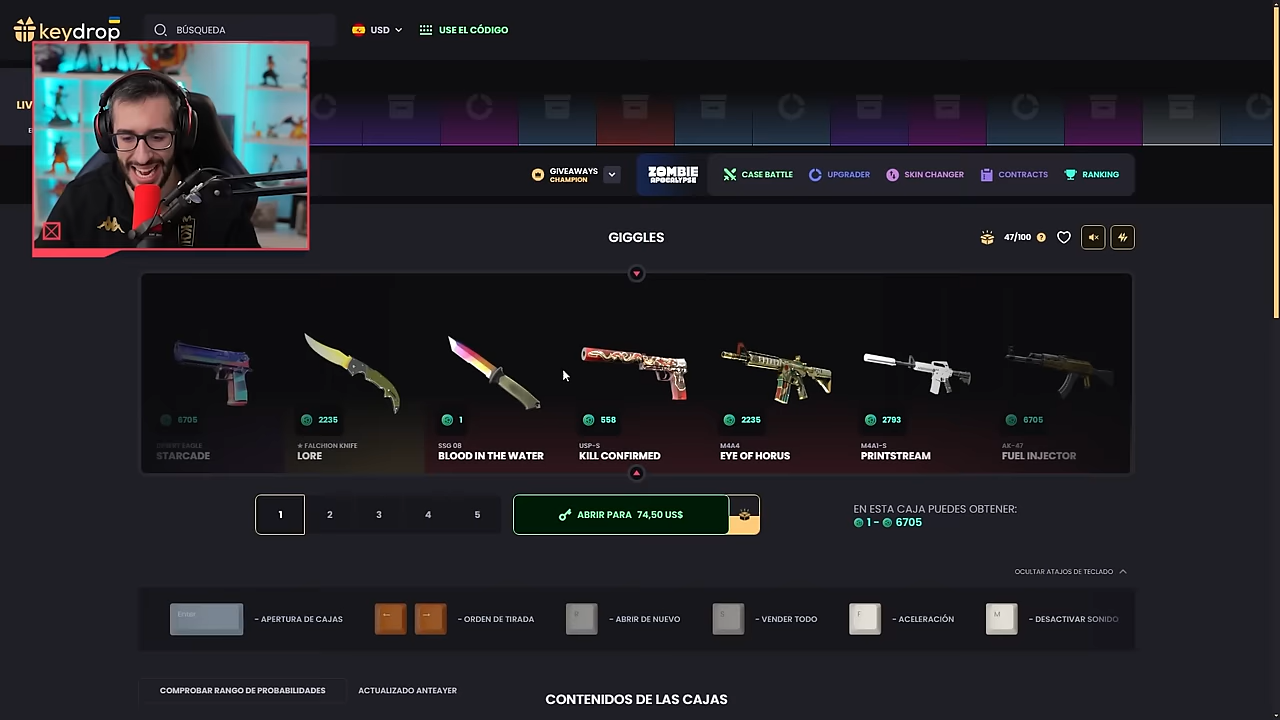 keydrop
BÚSQUEDA
USD
USE EL CÓDIGO
LIV
GIVEAWAYS
CHAMPION
ZOMBIE
APOCALYPSE
CASE BATTLE
UPGRADER
SKIN CHANGER
CONTRACTS
RANKING
GIGGLES
47/100
6705
2235
1
558
2235
2793
6705
DESERT EAGLE
★ FALCHION KNIFE
SSG 08
USP-S
M4A4
M4A1-S
AK-47
STARCADE
LORE
BLOOD IN THE WATER
KILL CONFIRMED
EYE OF HORUS
PRINTSTREAM
FUEL INJECTOR
1
2
3
4
5
ABRIR PARA 74,50 US$
EN ESTA CAJA PUEDES OBTENER:
1 - 6705
OCULTAR ATAJOS DE TECLADO
Enter
- APERTURA DE CAJAS
← →
- ORDEN DE TIRADA
R
- ABRIR DE NUEVO
S
- VENDER TODO
F
- ACELERACIÓN
M
- DESACTIVAR SONIDO
COMPROBAR RANGO DE PROBABILIDADES
ACTUALIZADO ANTEAYER
CONTENIDOS DE LAS CAJAS